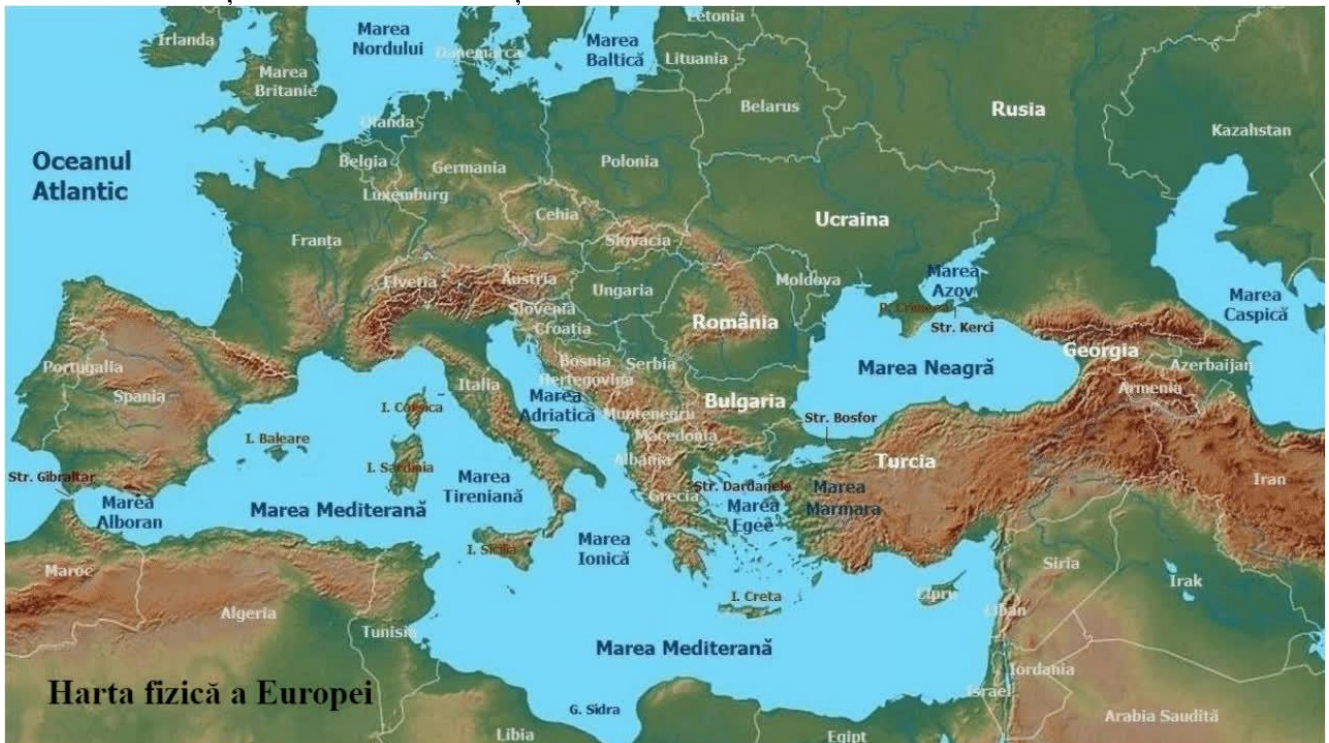 Irlanda
Marea
Britanie
Marea
Nordului
Danemarca
Marea
Baltică
Letonia
Lituania
Belarus
Rusia
Kazahstan
Oceanul
Atlantic
Olanda
Belgia
Luxemburg
Germania
Polonia
Cehia
Slovacia
Ucraina
Franța
Elveția
Austria
Ungaria
Slovenia
Croația
Moldova
România
Marea
Azov
P. Crimeea
Str. Kerci
Marea
Caspică
Portugalia
Spania
Italia
Bosnia
Herțegovina
Serbia
Marea
Adriatică
Muntenegru
Bulgaria
Macedonia
Albania
Marea Neagră
Georgia
Azerbaijan
Armenia
I. Corsica
I. Baleare
I. Sardinia
Str. Bosfor
Turcia
Str. Gibraltar
Marea
Alboran
Marea Mediterană
Marea
Tireniană
Grecia
Str. Dardanele
Marea
Egee
Marea
Marmara
Iran
I. Sicilia
Marea
Ionică
I. Creta
Cipru
Siria
Irak
Liban
Maroc
Algeria
Tunisia
Marea Mediterană
Iordania
Israel
Harta fizică a Europei
G. Sidra
Libia
Egipt
Arabia Saudită